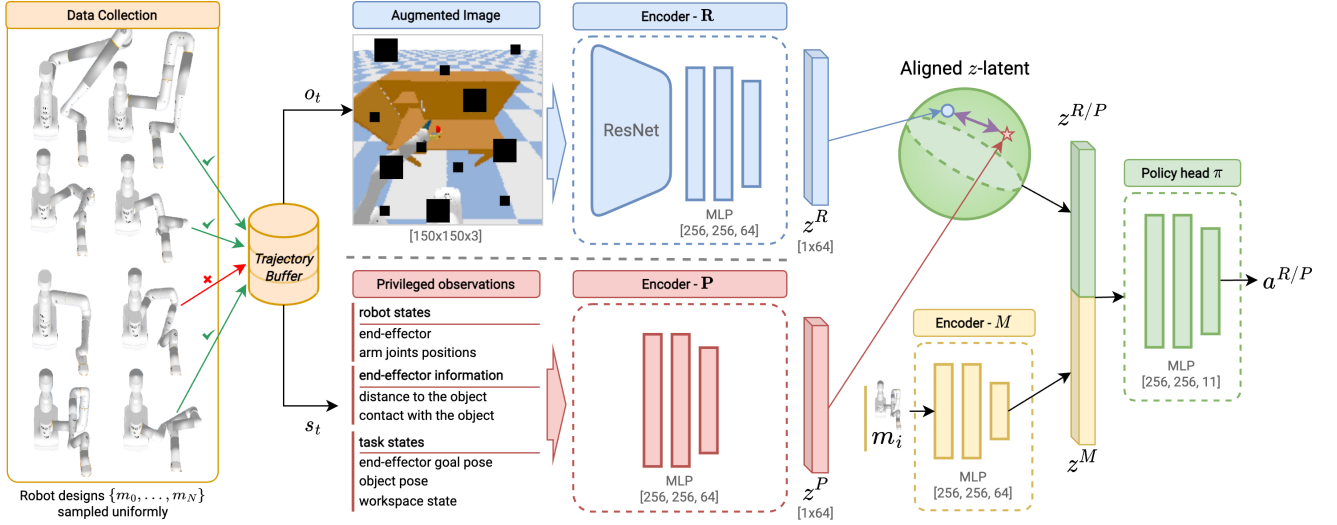 Data Collection
Robot designs {m_0, . . . , m_N}
sampled uniformly
Trajectory
Buffer
o_t
s_t
Augmented Image
[150x150x3]
Encoder - R
ResNet
MLP
[256, 256, 64]
z^R
[1x64]
Privileged observations
robot states
end-effector
arm joints positions
end-effector information
distance to the object
contact with the object
task states
end-effector goal pose
object pose
workspace state
Encoder - P
MLP
[256, 256, 64]
z^P
[1x64]
Aligned z-latent
Encoder - M
m_i
MLP
[256, 256, 64]
z^{R/P}
z^M
Policy head π
MLP
[256, 256, 11]
a^{R/P}